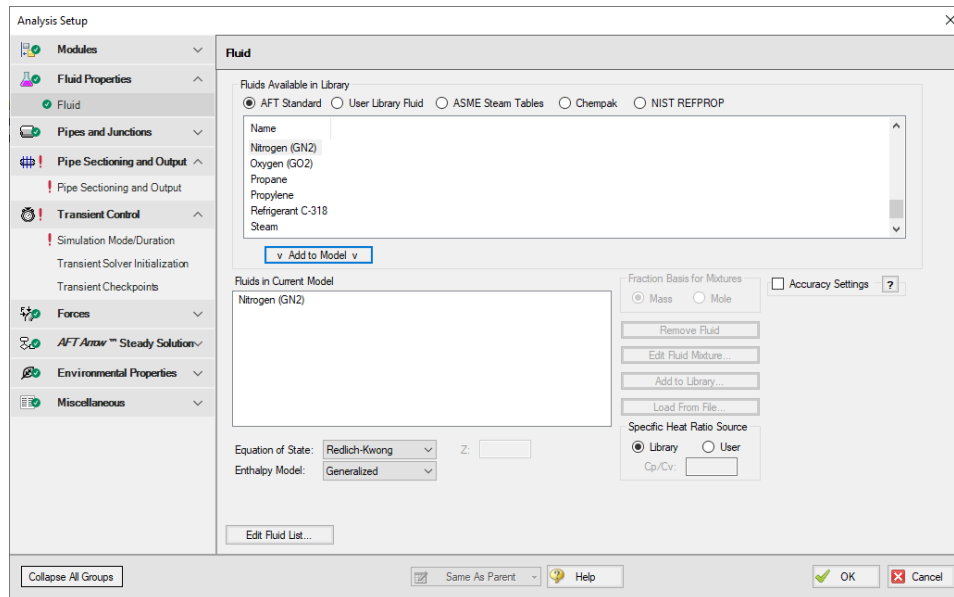 Analysis Setup
Modules
Fluid Properties
Fluid
Pipes and Junctions
Pipe Sectioning and Output
Pipe Sectioning and Output
Transient Control
Simulation Mode/Duration
Transient Solver Initialization
Transient Checkpoints
Forces
AFT Arrow ™ Steady Solution
Environmental Properties
Miscellaneous
Fluid
Fluids Available in Library
AFT Standard User Library Fluid ASME Steam Tables Chempak NIST REFPROP
Name
Nitrogen (GN2)
Oxygen (GO2)
Propane
Propylene
Refrigerant C-318
Steam
v Add to Model v
Fluids in Current Model
Nitrogen (GN2)
Fraction Basis for Mixtures
Mass Mole
Accuracy Settings ?
Remove Fluid
Edit Fluid Mixture...
Add to Library...
Load From File...
Specific Heat Ratio Source
Library User
Cp/Cv:
Equation of State: Redlich-Kwong Z:
Enthalpy Model: Generalized
Edit Fluid List...
Collapse All Groups Same As Parent Help OK Cancel